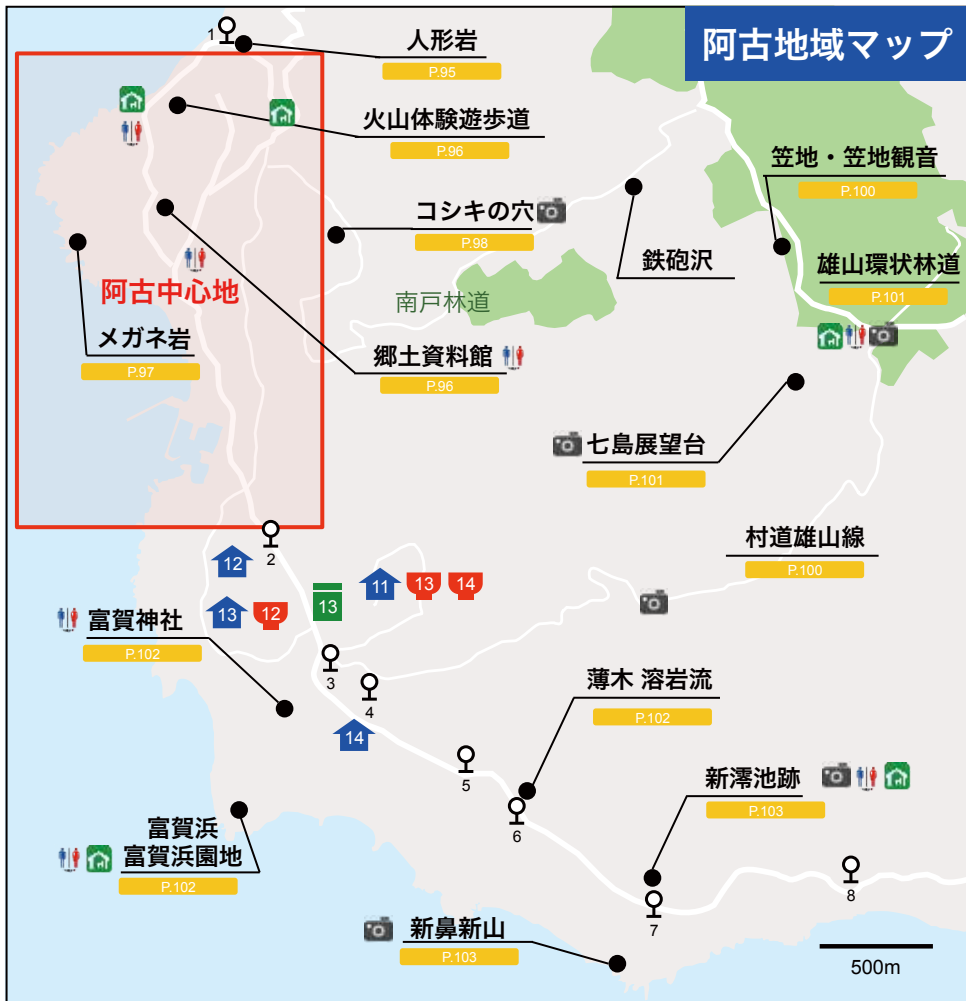 阿古地域マップ
1
人形岩
P.95
火山体験遊歩道
P.96
笠地・笠地観音
P.100
コシキの穴
P.98
鉄砲沢
雄山環状林道
P.101
阿古中心地
南戸林道
メガネ岩
P.97
郷土資料館
P.96
七島展望台
P.101
2
村道雄山線
P.100
12
11
13
14
13
13
12
富賀神社
P.102
3
4
14
薄木 溶岩流
P.102
5
新澪池跡
P.103
6
富賀浜
富賀浜園地
P.102
8
7
新鼻新山
P.103
500m